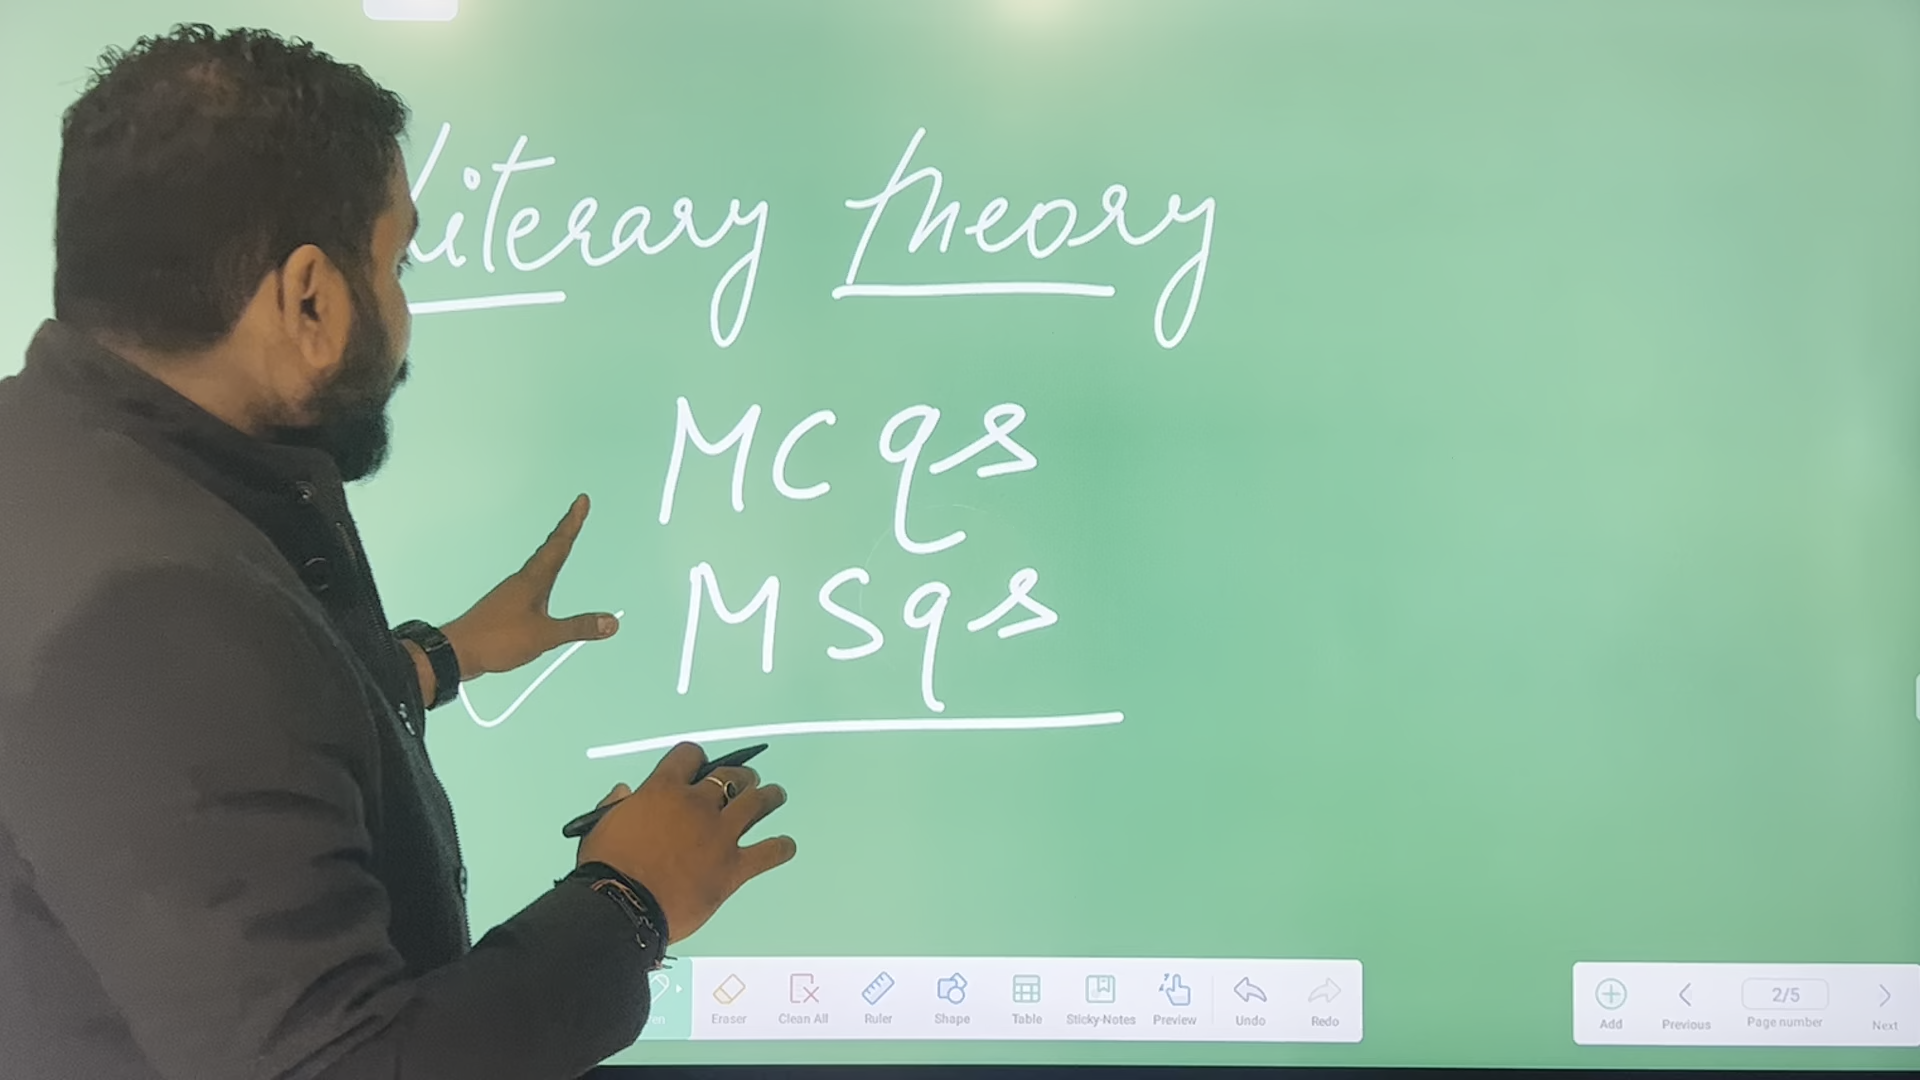 Literary Theory
MCqs
MSqs
Eraser Clean All Ruler Shape Table Sticky-Notes Preview Undo Redo
Add Previous 2/5 Page number Next